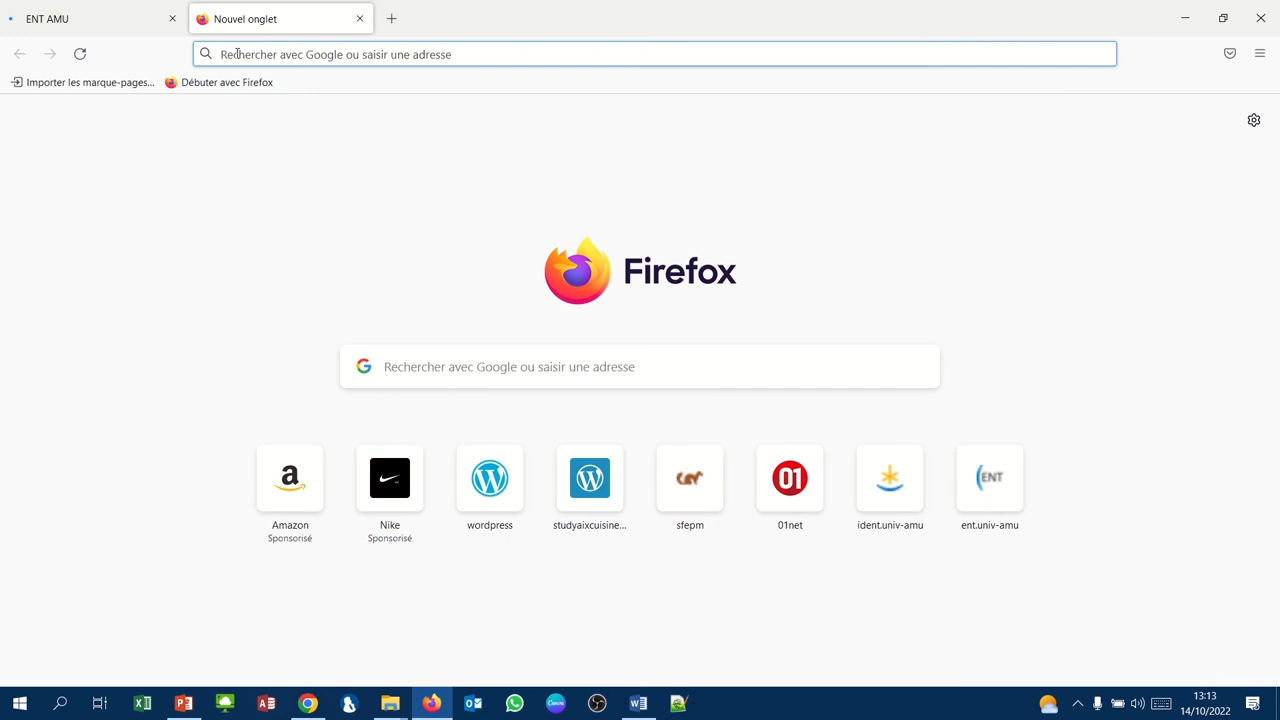 ENT AMU
Nouvel onglet
Rechercher avec Google ou saisir une adresse
Importer les marque-pages...
Débuter avec Firefox
Firefox
Rechercher avec Google ou saisir une adresse
Amazon
Sponsorisé
Nike
Sponsorisé
wordpress
studyaixcuisine...
sfepm
01
01net
ident.univ-amu
ENT
ent.univ-amu
13:13
14/10/2022